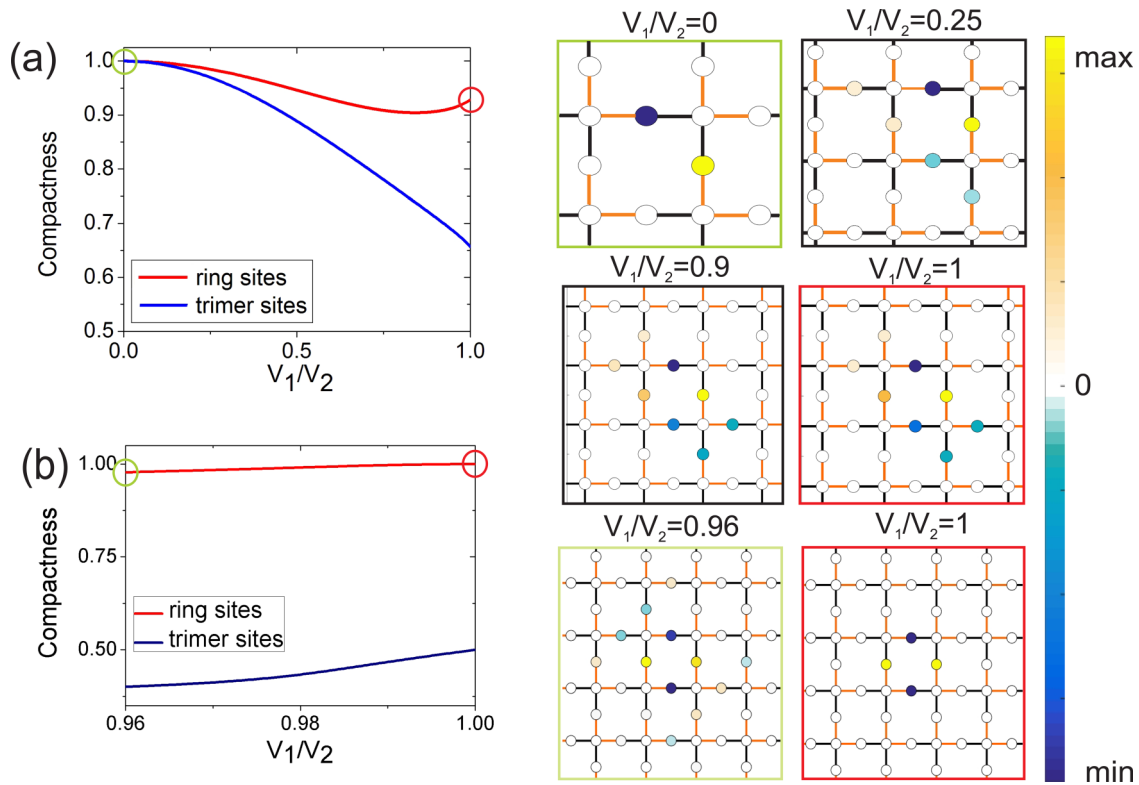 (a)
1.0
0.9
0.8
0.7
0.6
0.5
Compactness
ring sites
trimer sites
0.0
0.5
1.0
V₁/V₂
(b)
1.00
0.75
0.50
Compactness
ring sites
trimer sites
0.96
0.98
1.00
V₁/V₂
V₁/V₂=0
V₁/V₂=0.25
V₁/V₂=0.9
V₁/V₂=1
V₁/V₂=0.96
V₁/V₂=1
max
0
min